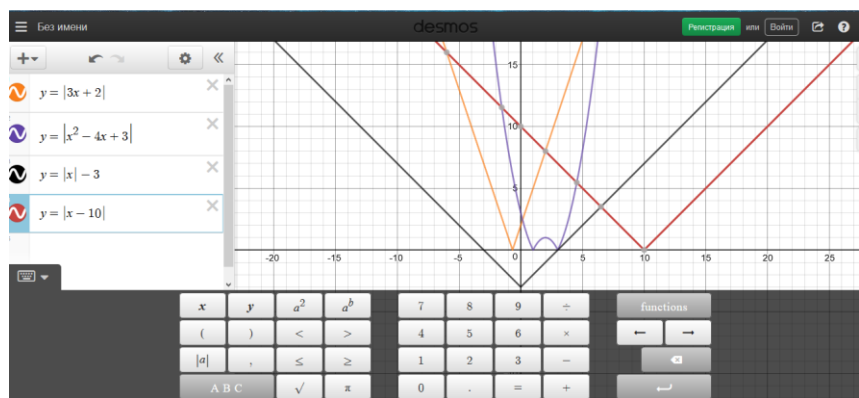 Без имени desmos Регистрация или Войти
y = |3x + 2|
y = |x² − 4x + 3|
y = |x| − 3
y = |x − 10|
15
10
5
-20 -15 -10 -5 0 5 10 15 20 25
x y a² aᵇ 7 8 9 ÷ functions
( ) < > 4 5 6 × ← →
|a| , ≤ ≥ 1 2 3 −
A B C √ π 0 . = +